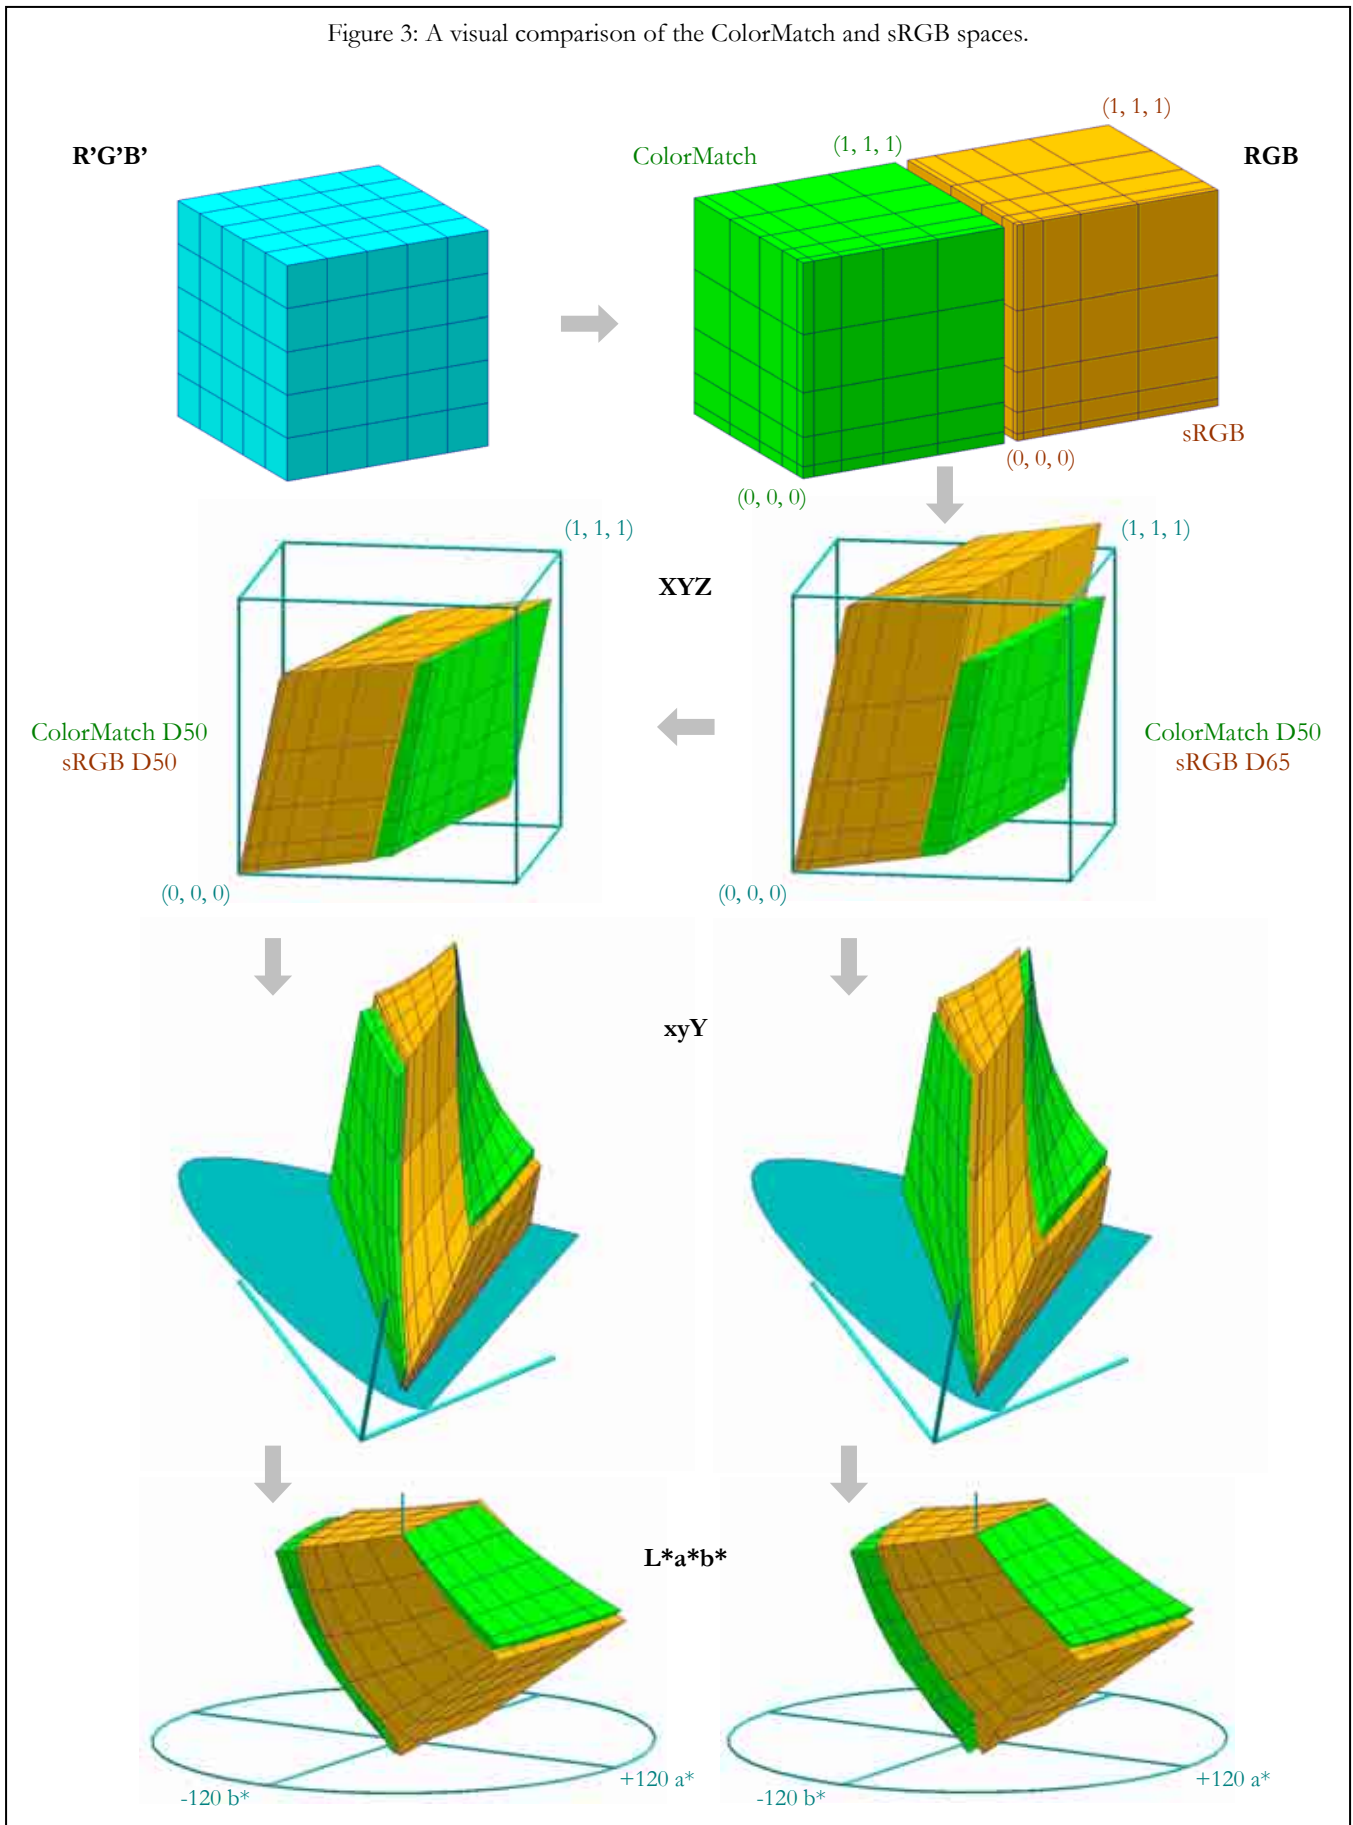 Figure 3: A visual comparison of the ColorMatch and sRGB spaces.
R’G’B’
ColorMatch
(1, 1, 1)
(1, 1, 1)
RGB
sRGB
(0, 0, 0)
(0, 0, 0)
(1, 1, 1)
(1, 1, 1)
XYZ
ColorMatch D50
sRGB D50
ColorMatch D50
sRGB D65
(0, 0, 0)
(0, 0, 0)
xyY
L*a*b*
+120 a*
-120 b*
+120 a*
-120 b*